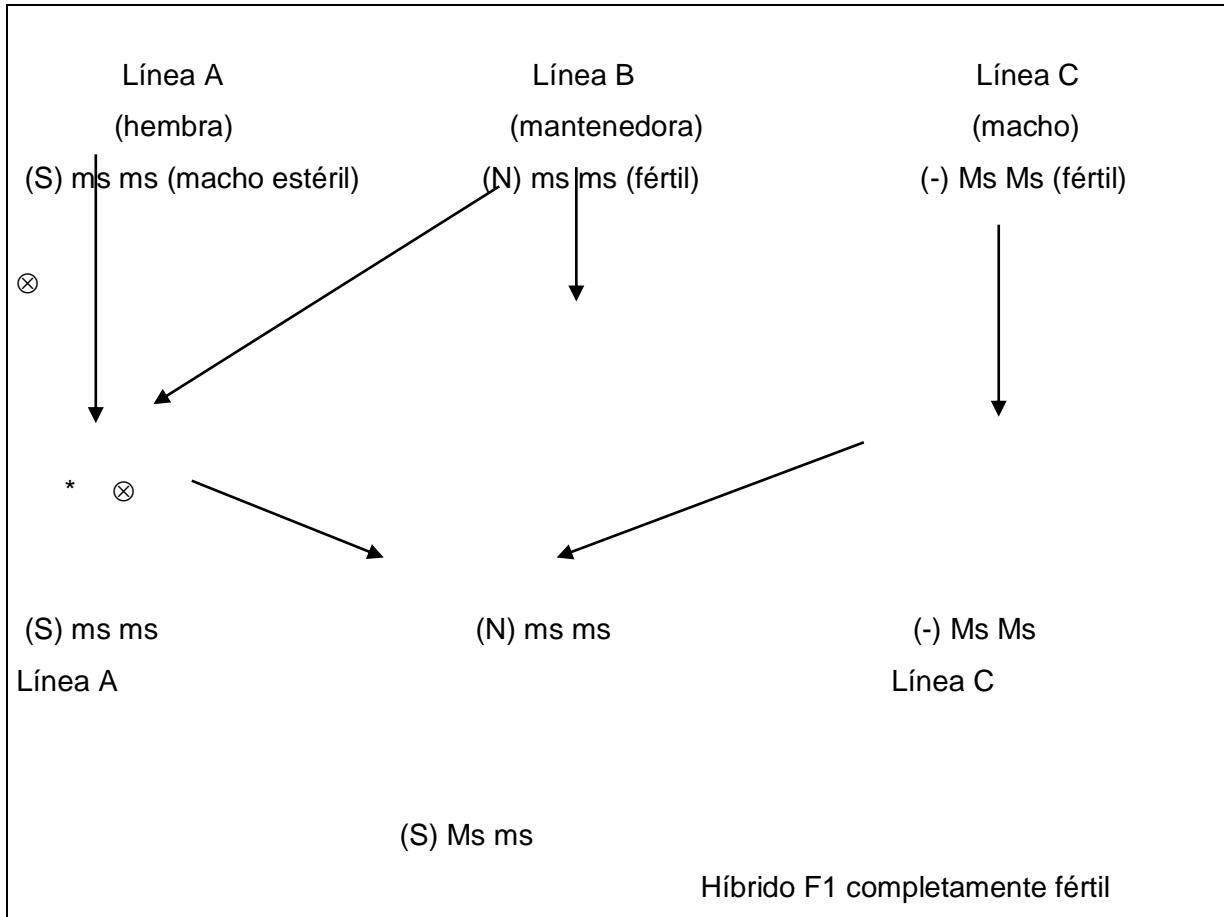 Línea A Línea B Línea C
(hembra) (mantenedora) (macho)
(S) ms ms (macho estéril) (N) ms ms (fértil) (-) Ms Ms (fértil)
⊗
* ⊗
(S) ms ms (N) ms ms (-) Ms Ms
Línea A Línea C
(S) Ms ms
Híbrido F1 completamente fértil